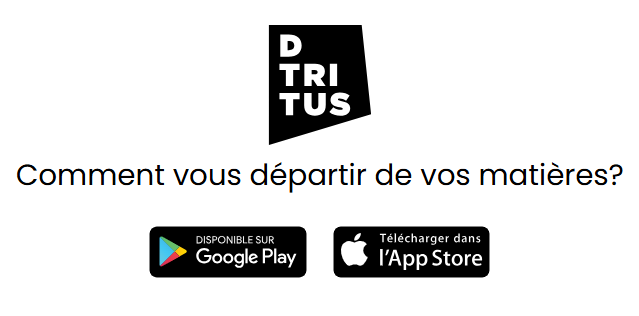 D
TRI
TUS
Comment vous départir de vos matières?
DISPONIBLE SUR
Google Play
Télécharger dans
l'App Store